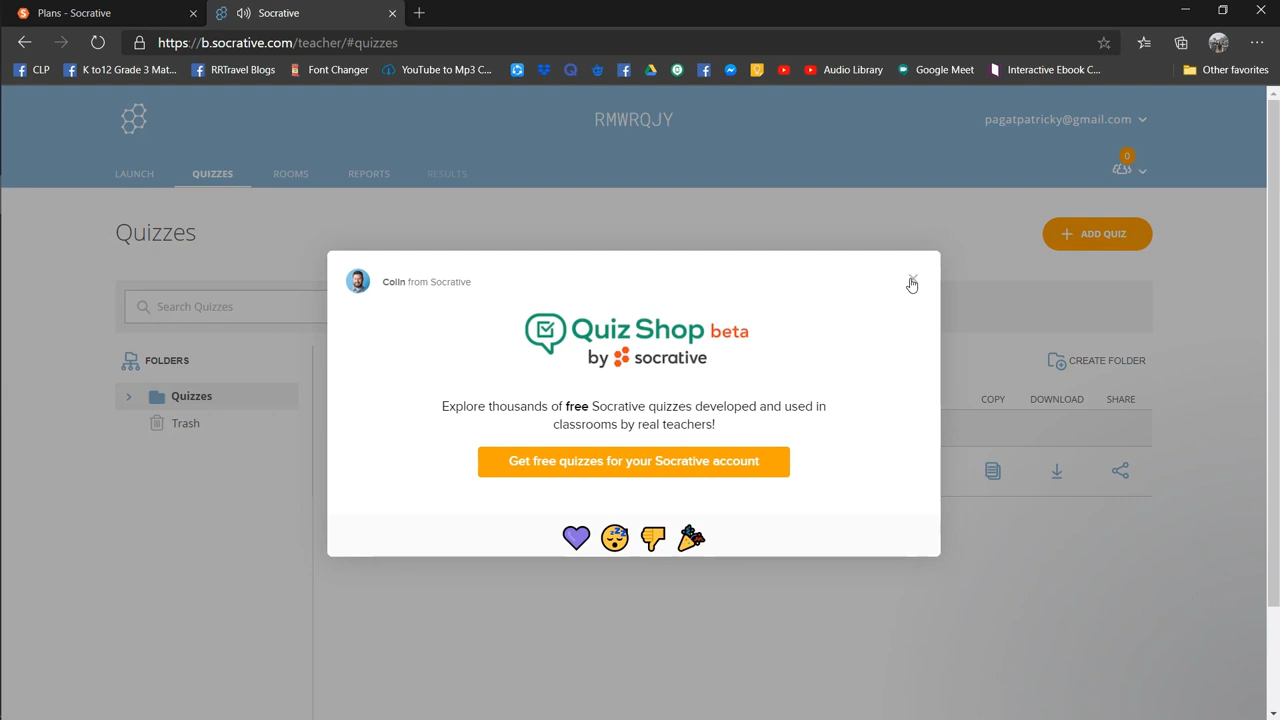 Plans - Socrative
Socrative
https://b.socrative.com/teacher/#quizzes
CLP
K to12 Grade 3 Mat...
RRTravel Blogs
Font Changer
YouTube to Mp3 C...
Audio Library
Google Meet
Interactive Ebook C...
Other favorites
RMWRQJY
pagatpatricky@gmail.com
0
LAUNCH
QUIZZES
ROOMS
REPORTS
RESULTS
Quizzes
ADD QUIZ
Colin from Socrative
Search Quizzes
Quiz Shop beta
by socrative
FOLDERS
CREATE FOLDER
Quizzes
COPY
DOWNLOAD
SHARE
Explore thousands of free Socrative quizzes developed and used in
classrooms by real teachers!
Trash
Get free quizzes for your Socrative account